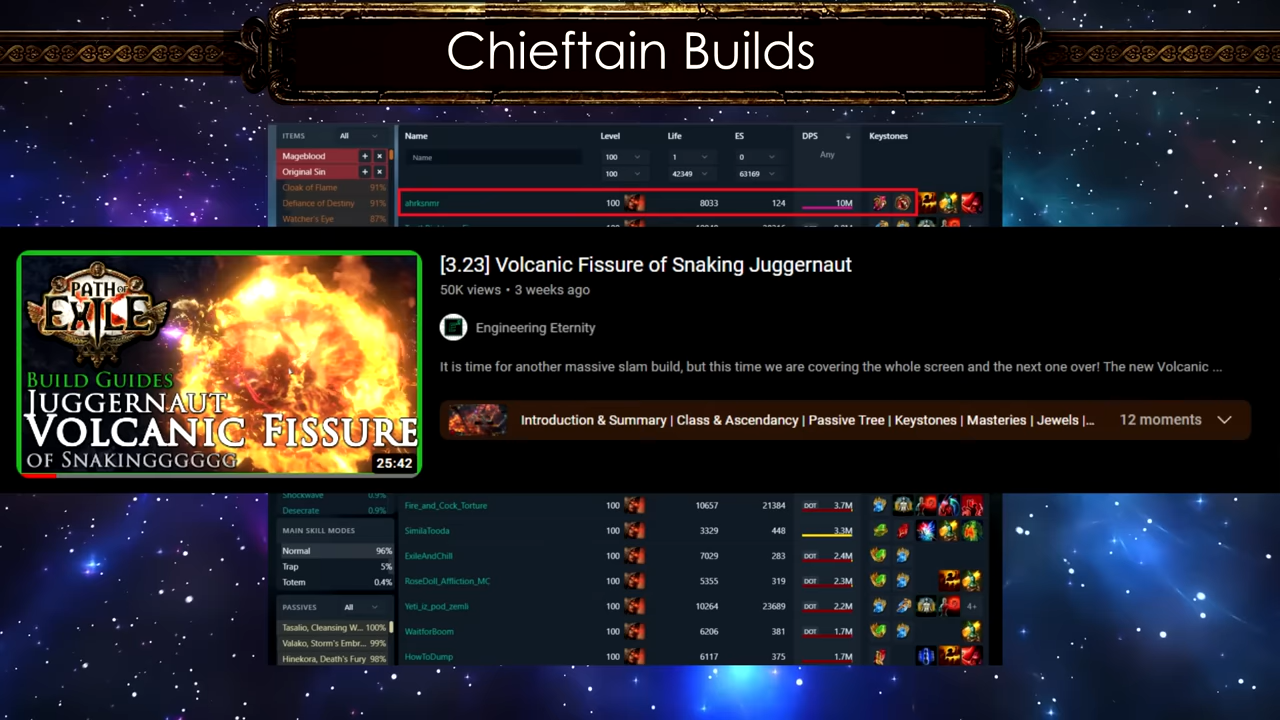 Chieftain Builds
ITEMS All
Name Level Life ES DPS Keystones
Mageblood + x
Name 100 1 0 Any
Original Sin + x
100 42349 63169
Cloak of Flame 91%
Defiance of Destiny 91%
ahrksnmr 100 8033 124 10M
Watcher's Eye 87%
PATH OF EXILE
BUILD GUIDES
JUGGERNAUT
VOLCANIC FISSURE
OF SNAKINGGGGGG
25:42
[3.23] Volcanic Fissure of Snaking Juggernaut
50K views • 3 weeks ago
Engineering Eternity
It is time for another massive slam build, but this time we are covering the whole screen and the next one over! The new Volcanic ...
Introduction & Summary | Class & Ascendancy | Passive Tree | Keystones | Masteries | Jewels |... 12 moments
Shockwave 0.9%
Desecrate 0.9%
MAIN SKILL MODES
Normal 96%
Trap 5%
Totem 0.4%
PASSIVES All
Tasalio, Cleansing W... 100%
Valako, Storm's Embr... 99%
Hinekora, Death's Fury 98%
Fire_and_Cock_Torture 100 10657 21384 DOT 3.7M
SimilaTooda 100 3329 448 3.3M
ExileAndChill 100 7029 283 DOT 2.4M
RoseDoll_Affliction_MC 100 5355 319 DOT 2.3M
Yeti_iz_pod_zemli 100 10264 23689 DOT 2.2M 4+
WaitforBoom 100 6206 381 DOT 1.7M
HowToDump 100 6117 375 DOT 1.7M